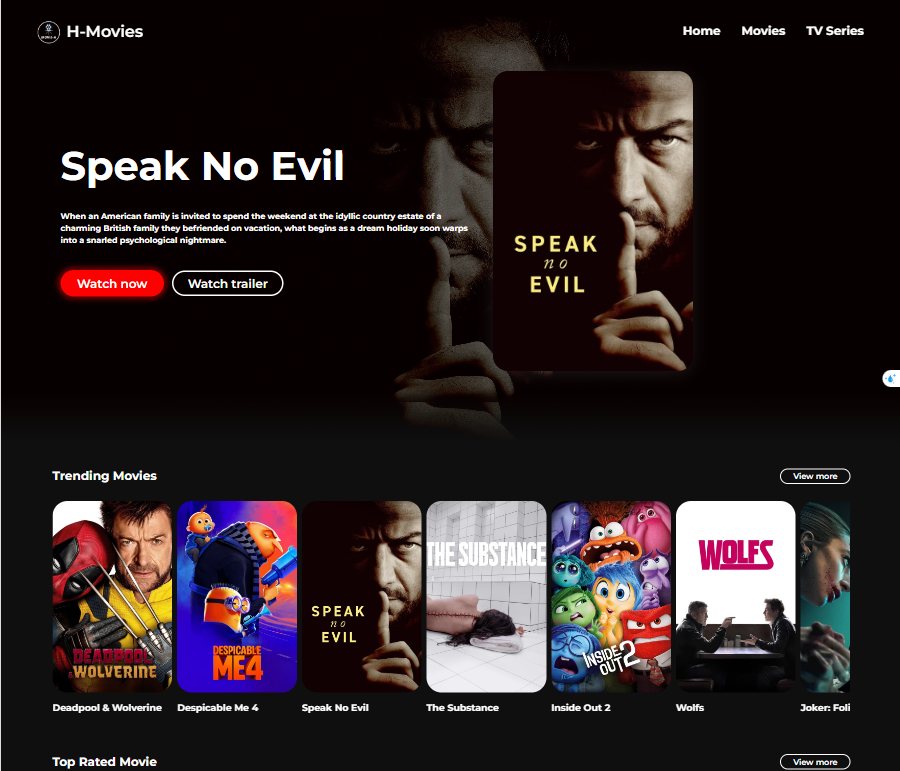 H-Movies
Home
Movies
TV Series
Speak No Evil
When an American family is invited to spend the weekend at the idyllic country estate of a
charming British family they befriended on vacation, what begins as a dream holiday soon warps
into a snarled psychological nightmare.
Watch now
Watch trailer
SPEAK
no
EVIL
Trending Movies
View more
DEADPOOL
WOLVERINE
DESPICABLE
ME4
SPEAK
no
EVIL
THE SUBSTANCE
INSIDE
OUT2
WOLFS
Deadpool & Wolverine
Despicable Me 4
Speak No Evil
The Substance
Inside Out 2
Wolfs
Joker: Foli
Top Rated Movie
View more